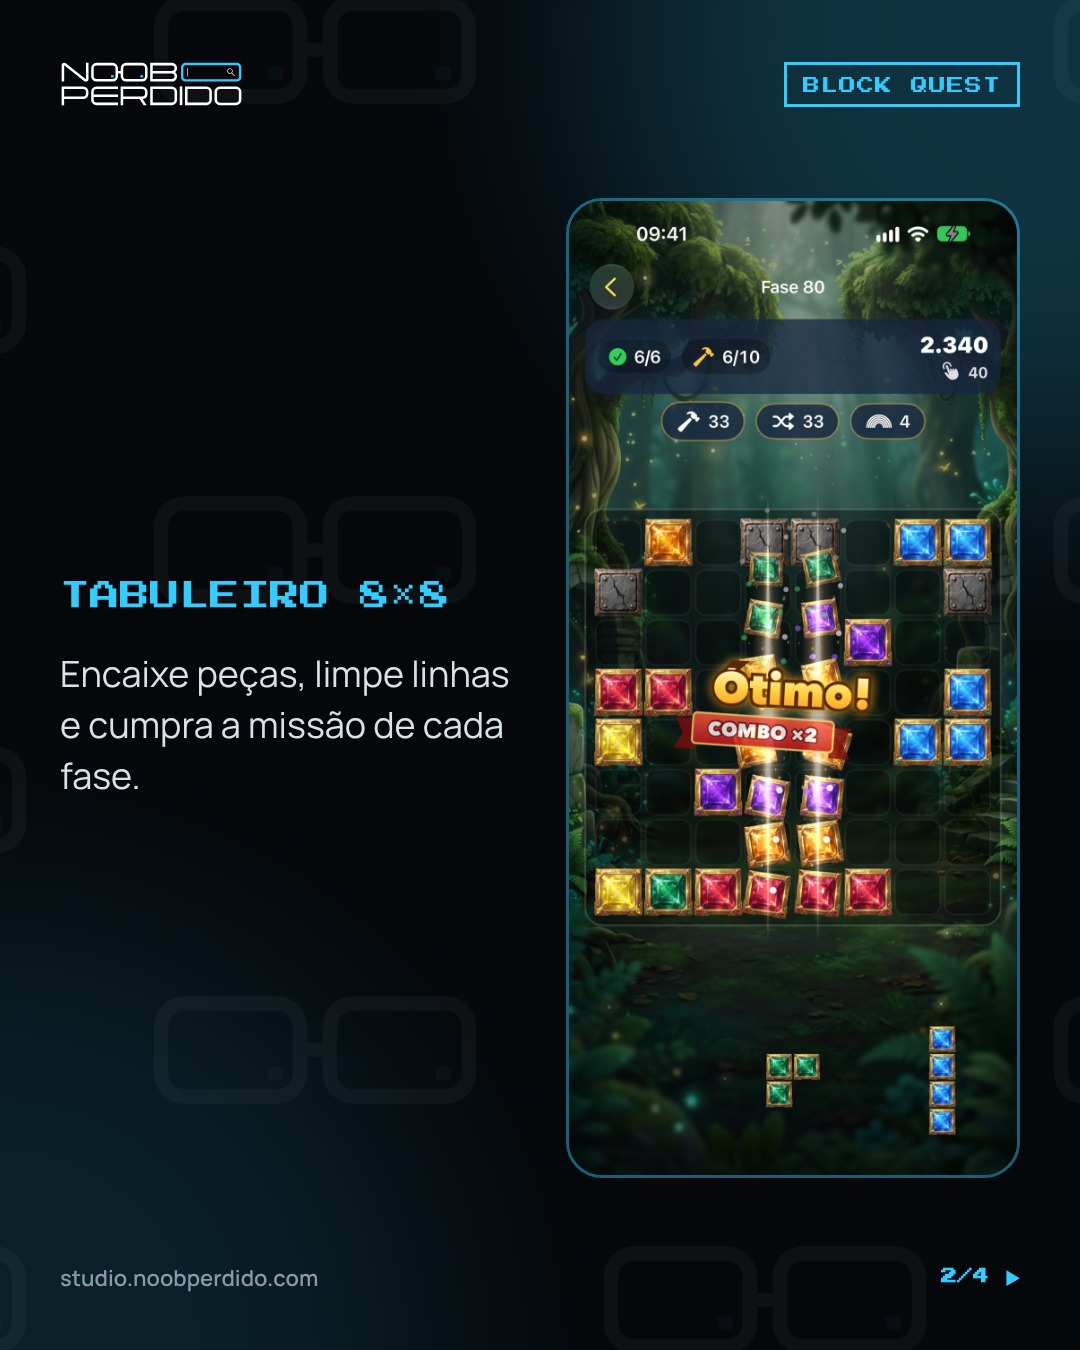 NOOB
PERDIDO
BLOCK QUEST
09:41
Fase 80
6/6
6/10
2.340
40
33
33
4
Ótimo!
COMBO ×2
TABULEIRO 8×8
Encaixe peças, limpe linhas
e cumpra a missão de cada
fase.
studio.noobperdido.com
2/4